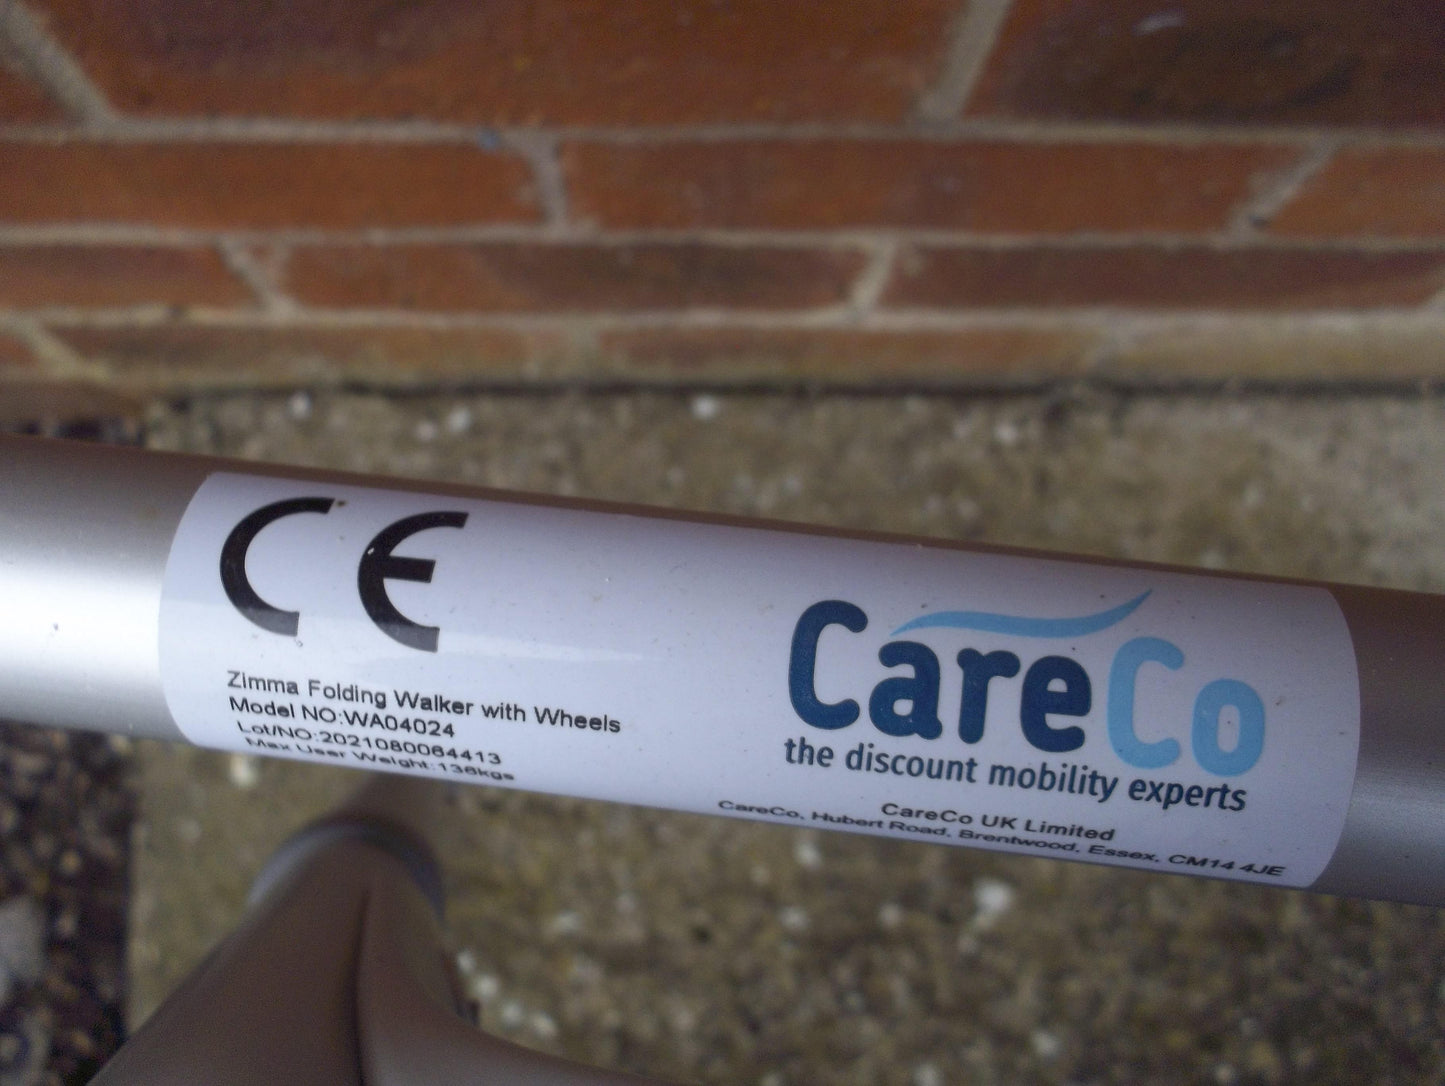 CE
Zimma Folding Walker with Wheels
Model NO:WA04024
Lot/NO:2021080064413
Max User Weight:136kgs
CareCo
the discount mobility experts
CareCo UK Limited
CareCo, Hubert Road, Brentwood, Essex, CM14 4JE